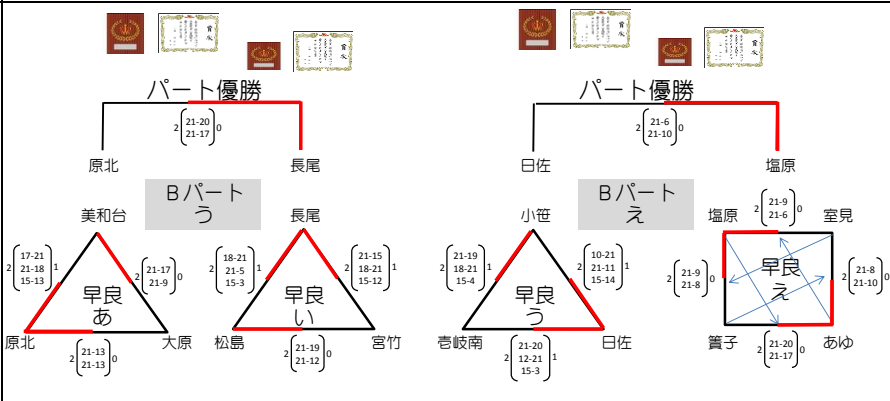 賞状
賞状
賞状
賞状
パート優勝
パート優勝
2 21-20 0
21-17
2 21-6 0
21-10
原北
長尾
日佐
塩原
Bパート
う
Bパート
え
美和台
長尾
小笹
塩原
2 21-9 0
21-6
室見
2 17-21 1
21-18
15-13
2 21-17 0
21-9
2 18-21 1
21-5
15-3
2 21-15 1
18-21
15-12
2 21-19 1
18-21
15-4
2 10-21 1
21-11
15-14
2 21-9 0
21-8
2 21-8 0
21-10
早良
あ
早良
い
早良
う
早良
え
原北
大原
松島
宮竹
壱岐南
日佐
簀子
あゆ
2 21-13 0
21-13
2 21-19 0
21-12
2 21-20 1
12-21
15-3
2 21-20 0
21-17